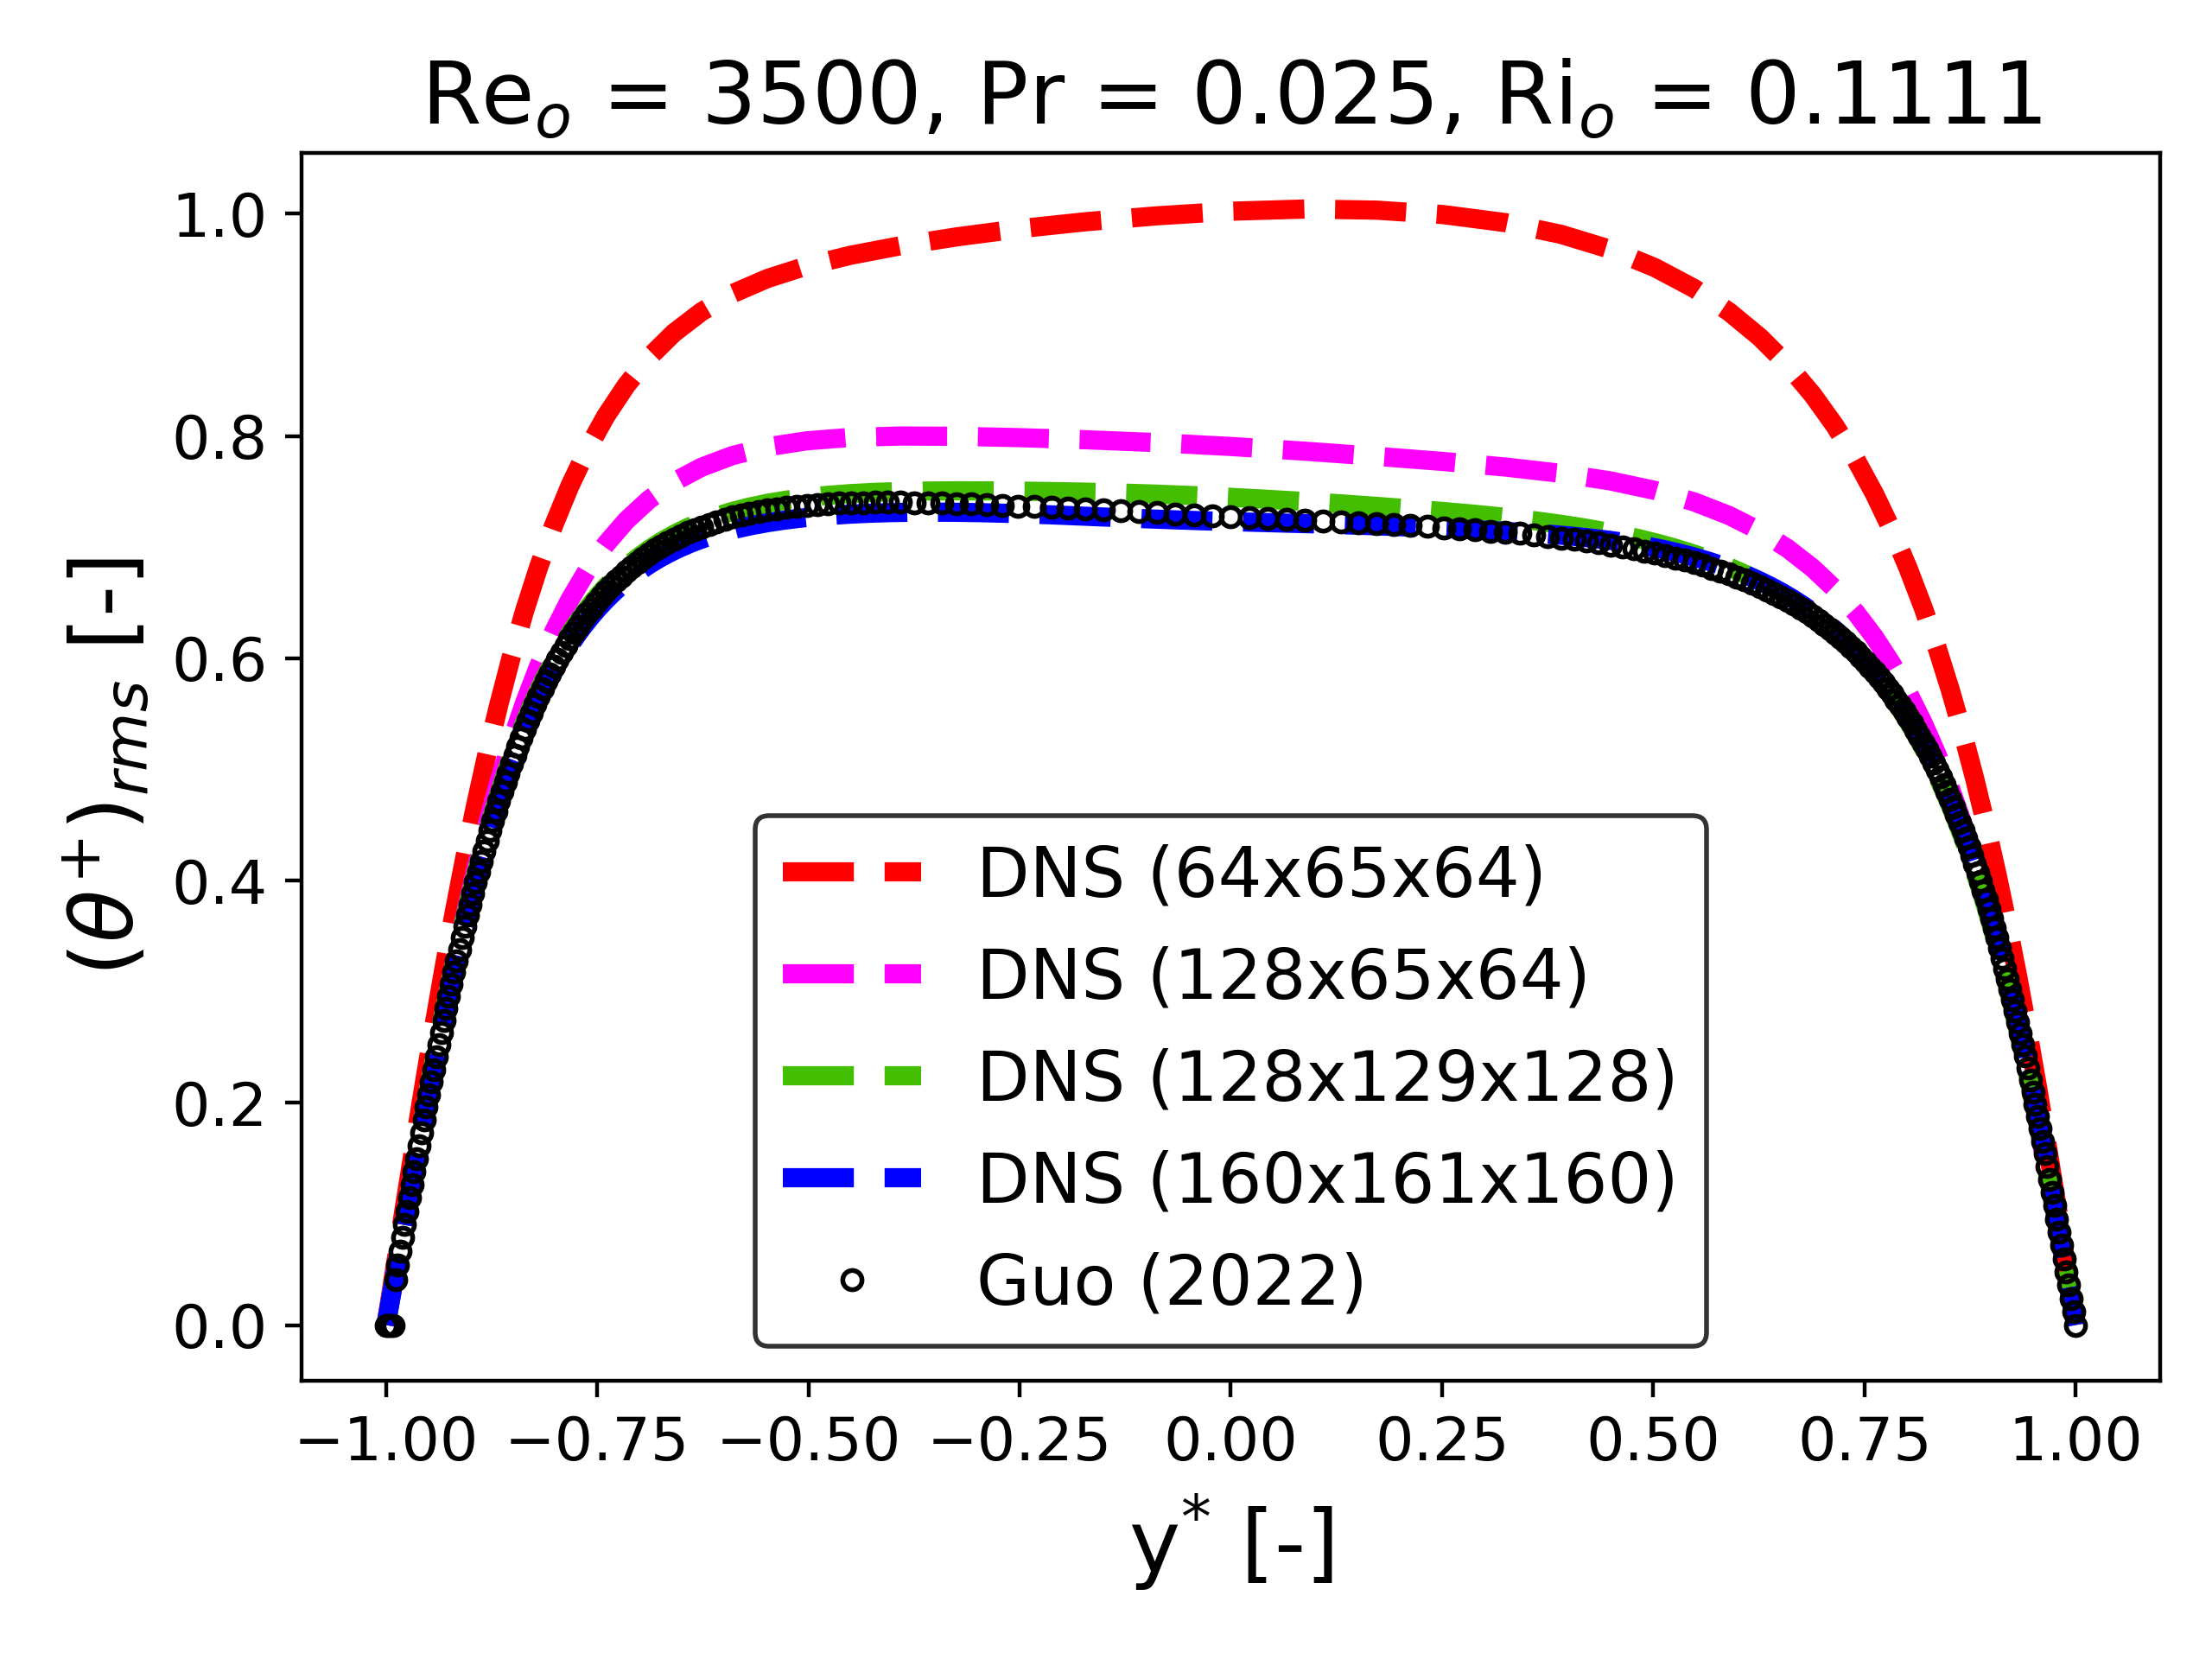 Reₒ = 3500, Pr = 0.025, Riₒ = 0.1111
(θ⁺)rms [-]
1.0
0.8
0.6
0.4
0.2
0.0
DNS (64x65x64)
DNS (128x65x64)
DNS (128x129x128)
DNS (160x161x160)
Guo (2022)
−1.00 −0.75 −0.50 −0.25 0.00 0.25 0.50 0.75 1.00
y* [-]